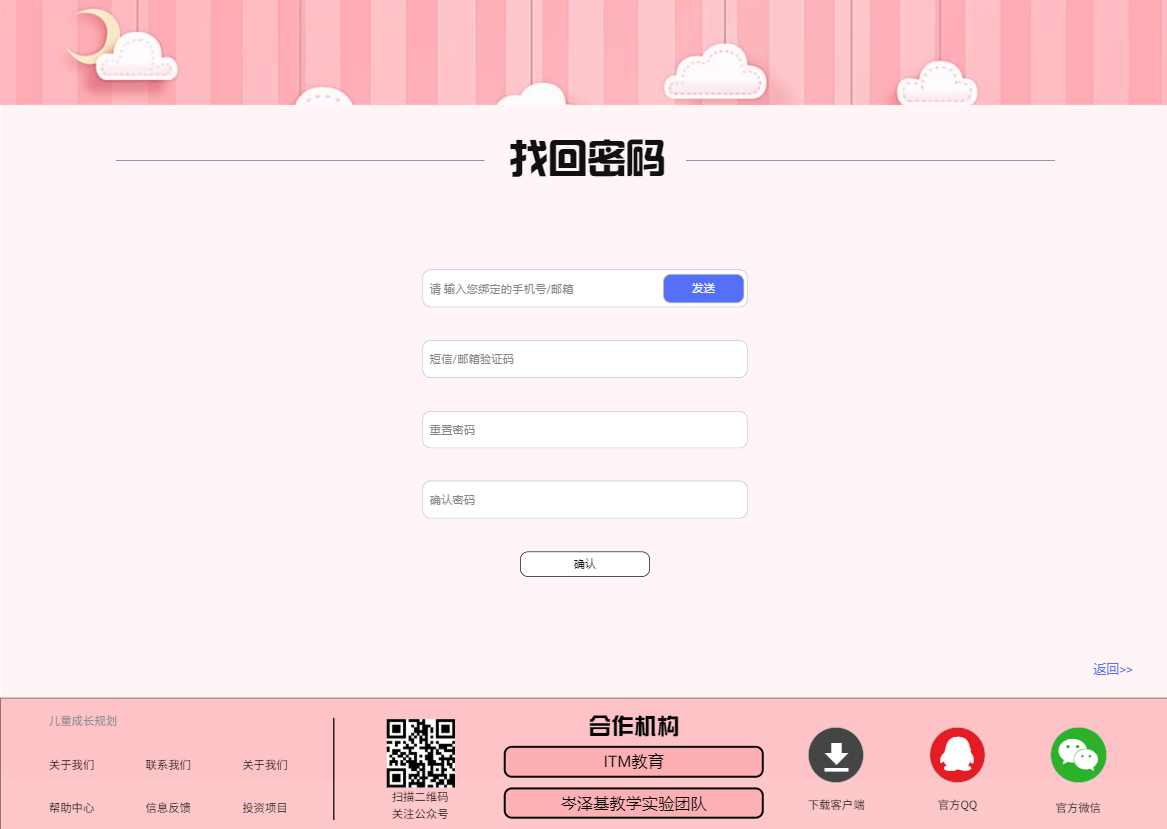 找回密码
请 输入您绑定的手机号/邮箱
发送
短信/邮箱验证码
重置密码
确认密码
确认
返回>>
儿童成长规划
关于我们
联系我们
关于我们
帮助中心
信息反馈
投资项目
扫描二维码
关注公众号
合作机构
ITM教育
岑泽基教学实验团队
下载客户端
官方QQ
官方微信